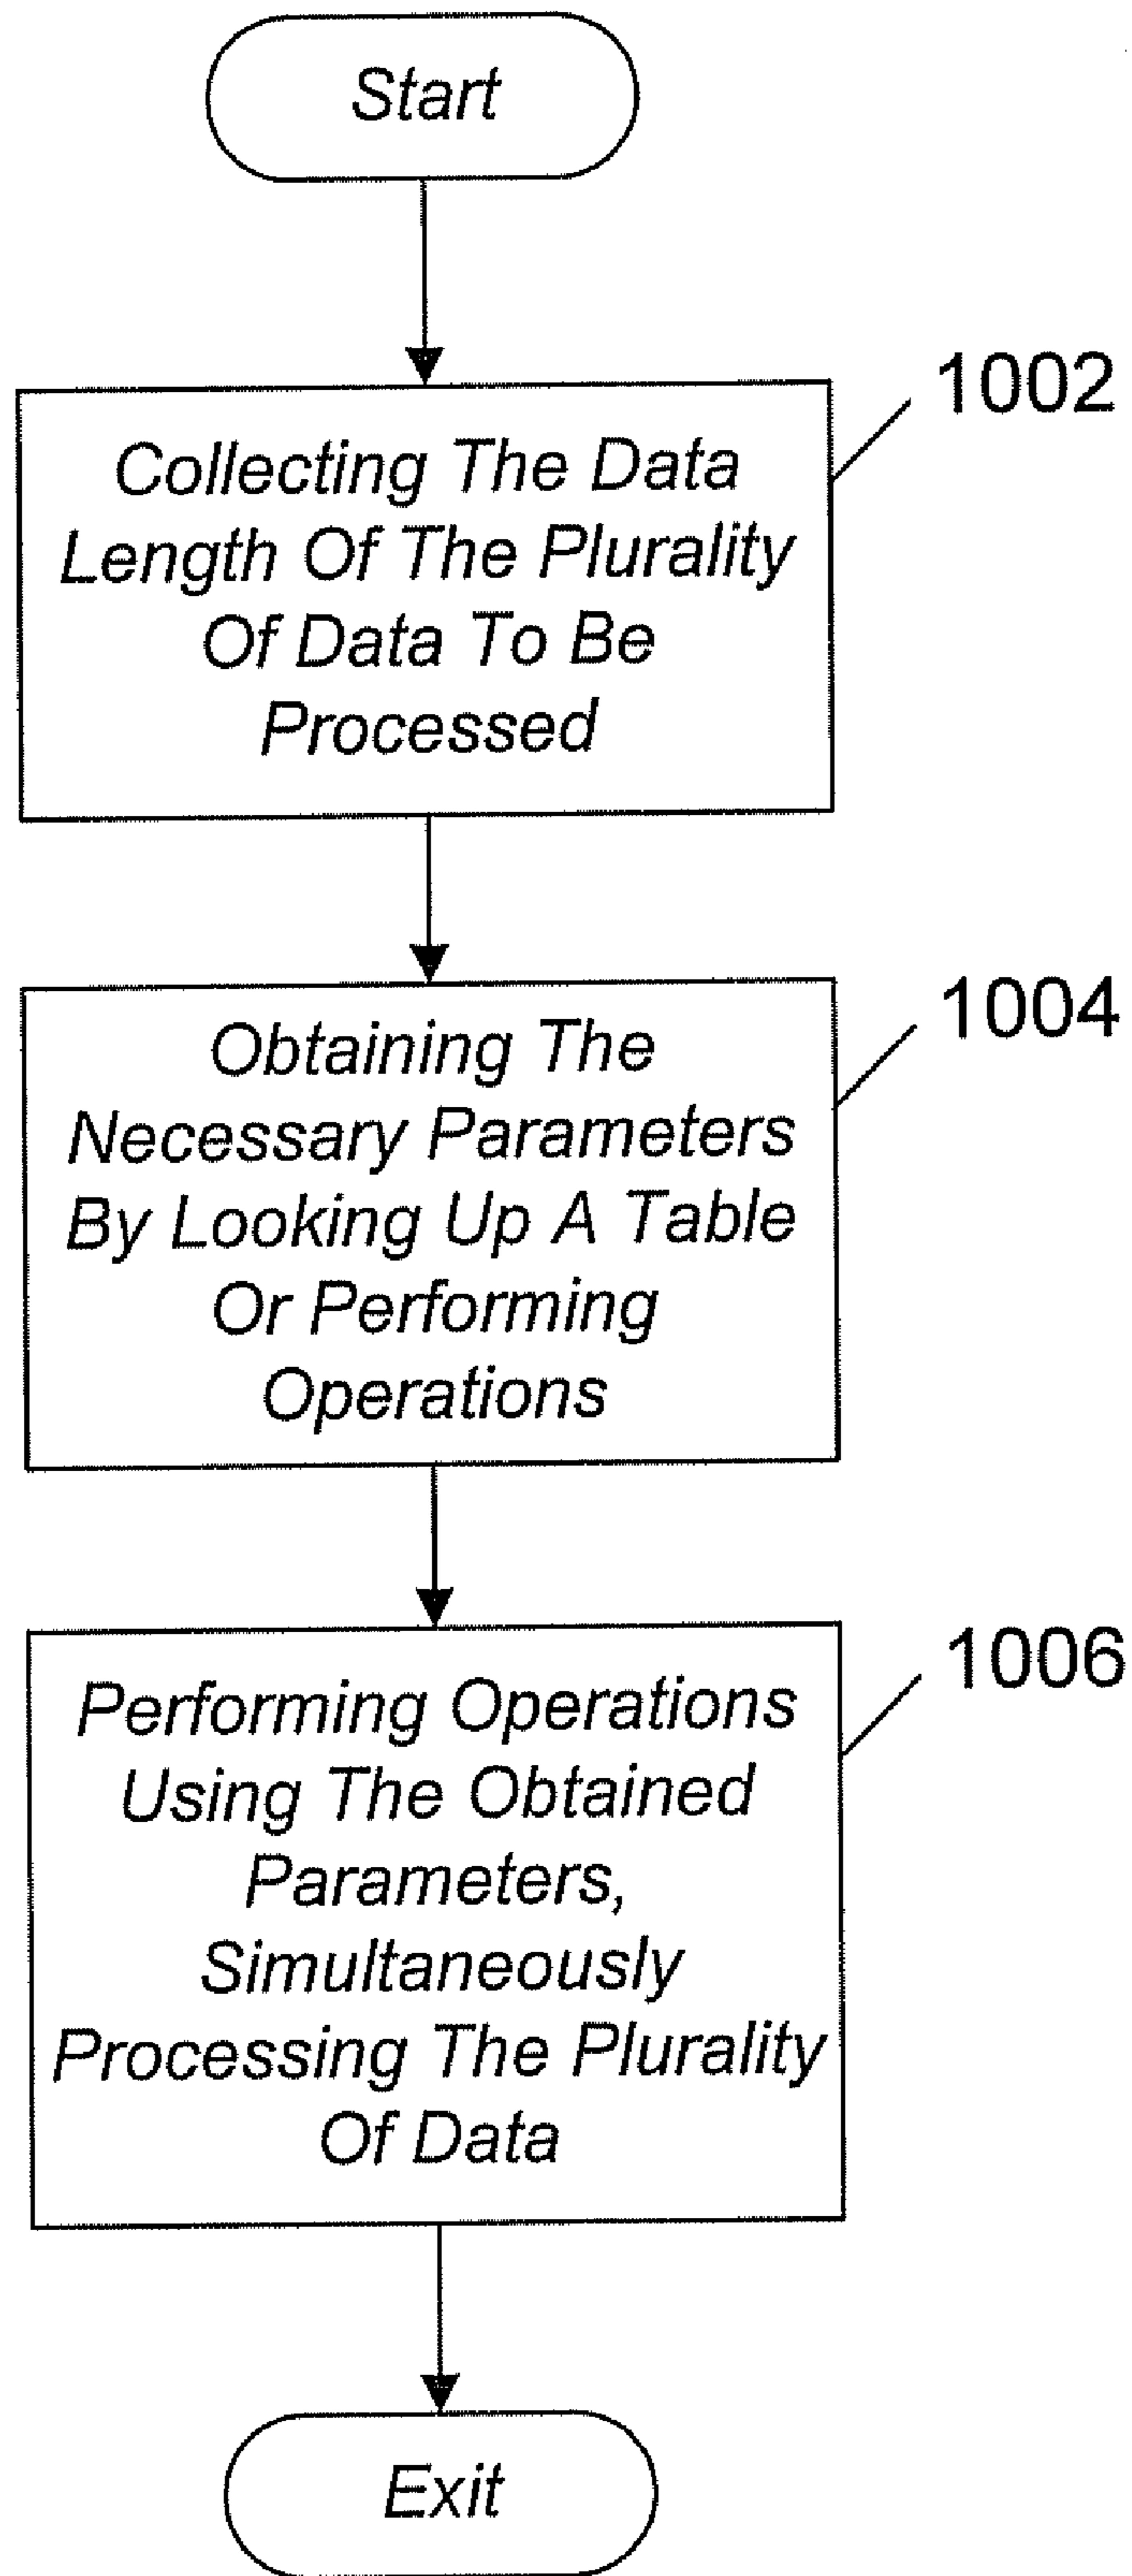 Start
1002
Collecting The Data
Length Of The Plurality
Of Data To Be
Processed
1004
Obtaining The
Necessary Parameters
By Looking Up A Table
Or Performing
Operations
1006
Performing Operations
Using The Obtained
Parameters,
Simultaneously
Processing The Plurality
Of Data
Exit